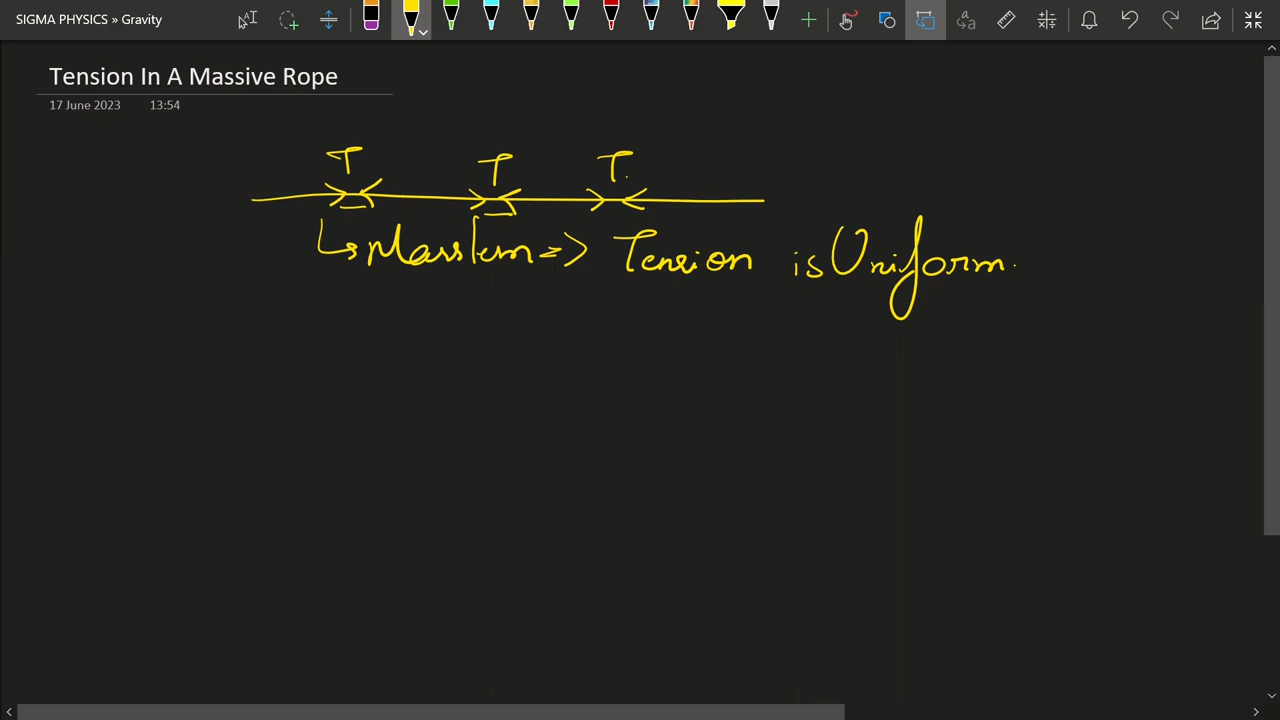 SIGMA PHYSICS » Gravity
Tension In A Massive Rope
17 June 2023 13:54
T T T.
↳ Massless => Tension is Uniform.